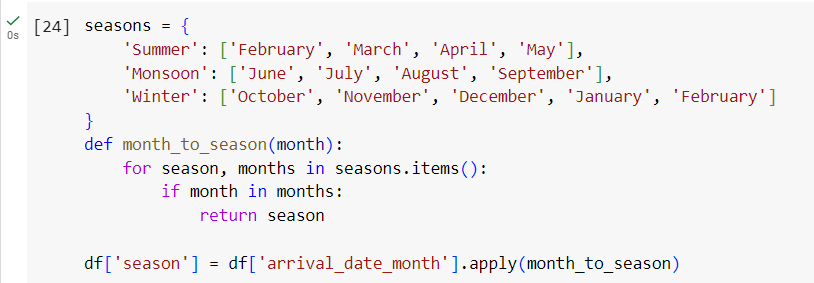 [24] seasons = {
'Summer': ['February', 'March', 'April', 'May'],
'Monsoon': ['June', 'July', 'August', 'September'],
'Winter': ['October', 'November', 'December', 'January', 'February']
}
def month_to_season(month):
for season, months in seasons.items():
if month in months:
return season
df['season'] = df['arrival_date_month'].apply(month_to_season)
0s